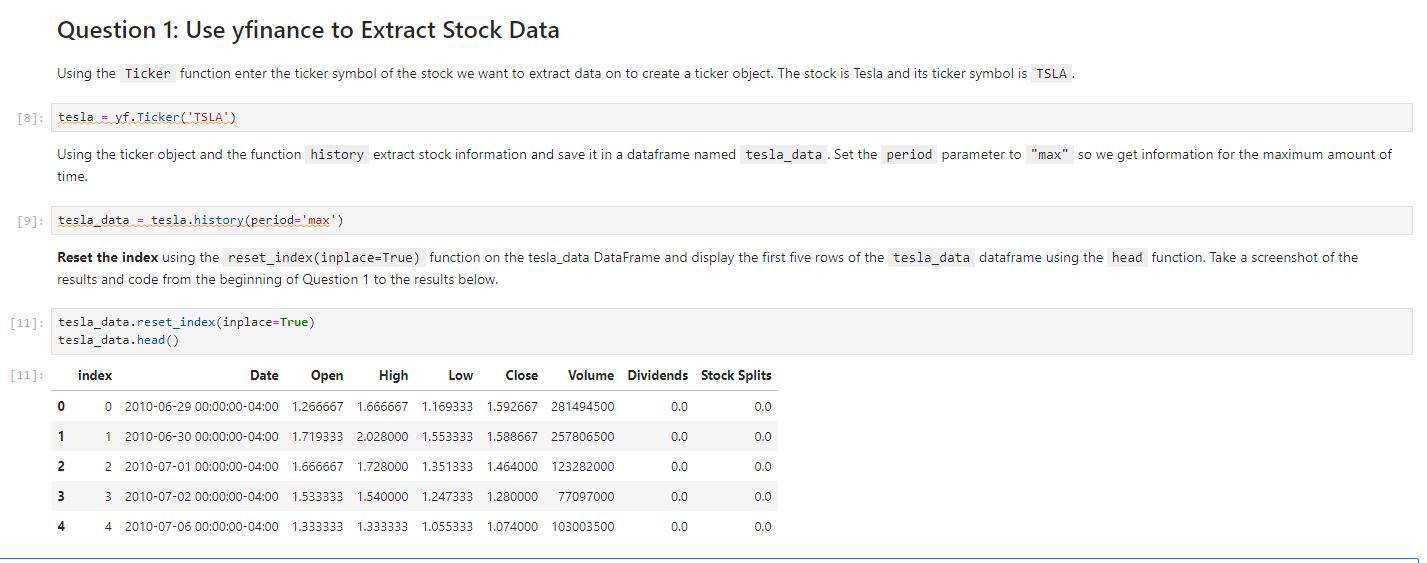 Question 1: Use yfinance to Extract Stock Data
Using the Ticker function enter the ticker symbol of the stock we want to extract data on to create a ticker object. The stock is Tesla and its ticker symbol is TSLA .
[8]: tesla = yf.Ticker('TSLA')
Using the ticker object and the function history extract stock information and save it in a dataframe named tesla_data . Set the period parameter to "max" so we get information for the maximum amount of
time.
[9]: tesla_data = tesla.history(period='max')
Reset the index using the reset_index(inplace=True) function on the tesla_data DataFrame and display the first five rows of the tesla_data dataframe using the head function. Take a screenshot of the
results and code from the beginning of Question 1 to the results below.
[11]: tesla_data.reset_index(inplace=True)
tesla_data.head()
[11]: index Date Open High Low Close Volume Dividends Stock Splits
0 0 2010-06-29 00:00:00-04:00 1.266667 1.666667 1.169333 1.592667 281494500 0.0 0.0
1 1 2010-06-30 00:00:00-04:00 1.719333 2.028000 1.553333 1.588667 257806500 0.0 0.0
2 2 2010-07-01 00:00:00-04:00 1.666667 1.728000 1.351333 1.464000 123282000 0.0 0.0
3 3 2010-07-02 00:00:00-04:00 1.533333 1.540000 1.247333 1.280000 77097000 0.0 0.0
4 4 2010-07-06 00:00:00-04:00 1.333333 1.333333 1.055333 1.074000 103003500 0.0 0.0